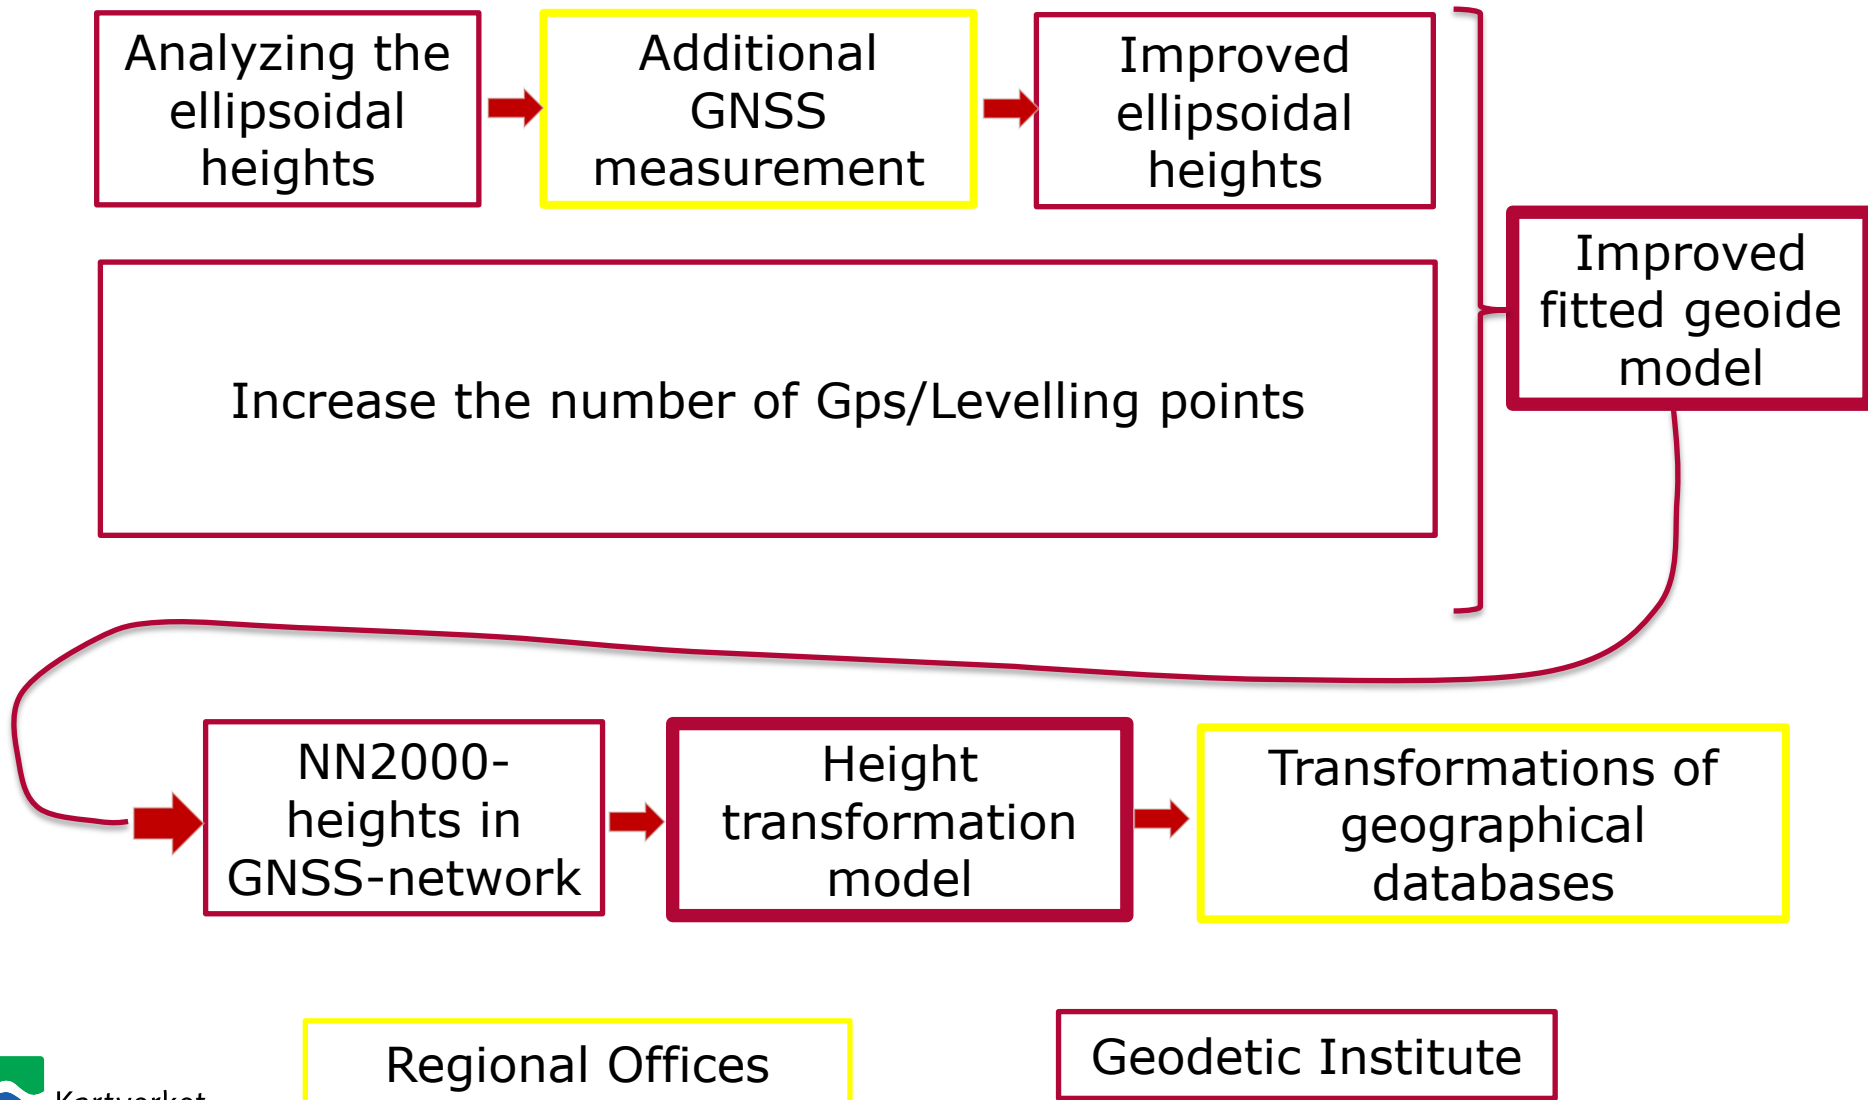 Analyzing the
ellipsoidal
heights
Additional
GNSS
measurement
Improved
ellipsoidal
heights
Improved
fitted geoide
model
Increase the number of Gps/Levelling points
NN2000-
heights in
GNSS-network
Height
transformation
model
Transformations of
geographical
databases
Regional Offices
Geodetic Institute
Kartverket